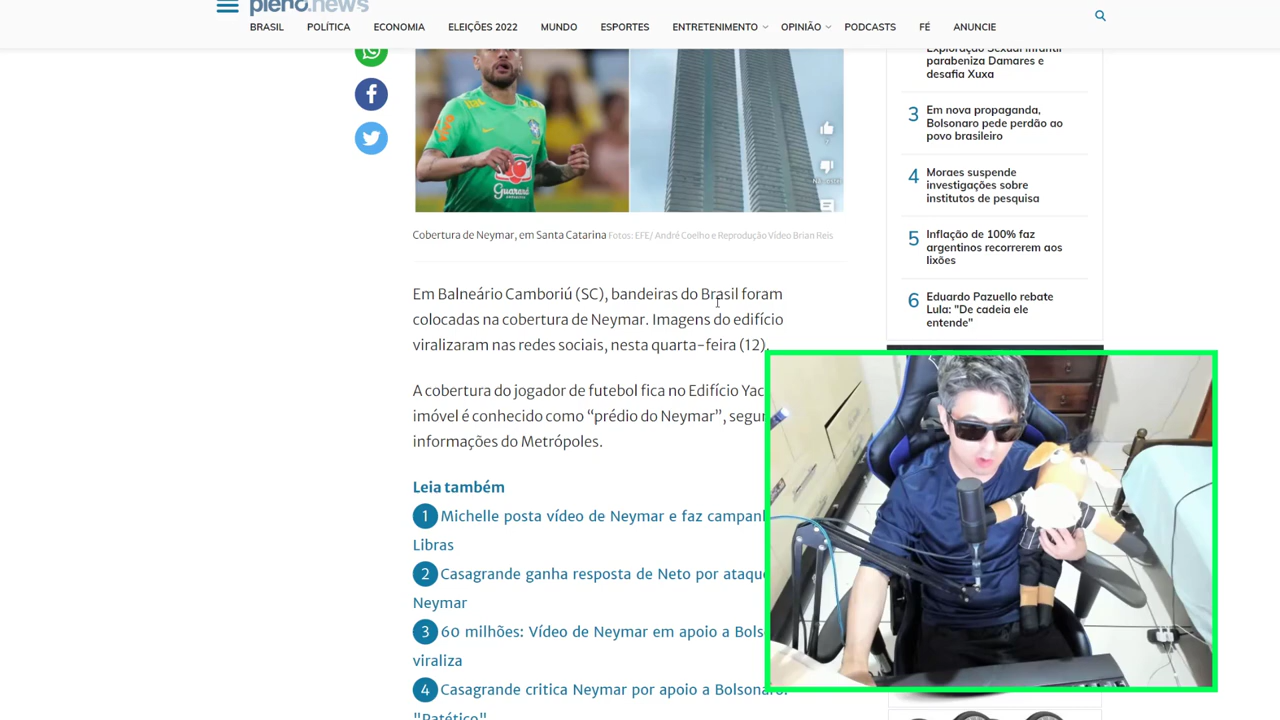 pleno.news
BRASIL POLÍTICA ECONOMIA ELEIÇÕES 2022 MUNDO ESPORTES ENTRETENIMENTO OPINIÃO PODCASTS FÉ ANUNCIE
Guaraná
Cobertura de Neymar, em Santa Catarina Fotos: EFE/ André Coelho e Reprodução Vídeo Brian Reis
Em Balneário Camboriú (SC), bandeiras do Brasil foram
colocadas na cobertura de Neymar. Imagens do edifício
viralizaram nas redes sociais, nesta quarta-feira (12).
A cobertura do jogador de futebol fica no Edifício Yac
imóvel é conhecido como “prédio do Neymar”, segun
informações do Metrópoles.
Leia também
1 Michelle posta vídeo de Neymar e faz campanh
Libras
2 Casagrande ganha resposta de Neto por ataque
Neymar
3 60 milhões: Vídeo de Neymar em apoio a Bols
viraliza
4 Casagrande critica Neymar por apoio a Bolsonaro:
"Patético"
Exploração Sexual Infantil
parabeniza Damares e
desafia Xuxa
3 Em nova propaganda,
Bolsonaro pede perdão ao
povo brasileiro
4 Moraes suspende
investigações sobre
institutos de pesquisa
5 Inflação de 100% faz
argentinos recorrerem aos
lixões
6 Eduardo Pazuello rebate
Lula: "De cadeia ele
entende"